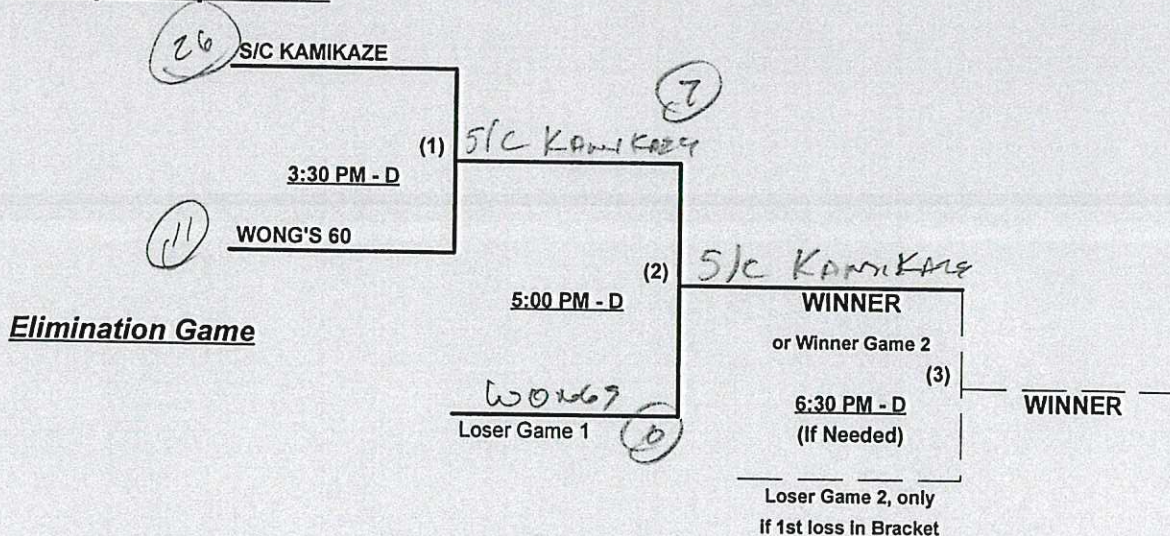 26
S/C KAMIKAZE
7
(1)
S/C KAMIKAZE
3:30 PM - D
11
WONG'S 60
(2)
S/C KAMIKAZE
5:00 PM - D
WINNER
Elimination Game
or Winner Game 2
(3)
WONGS
6:30 PM - D
WINNER
Loser Game 1
(If Needed)
Loser Game 2, only
if 1st loss in Bracket